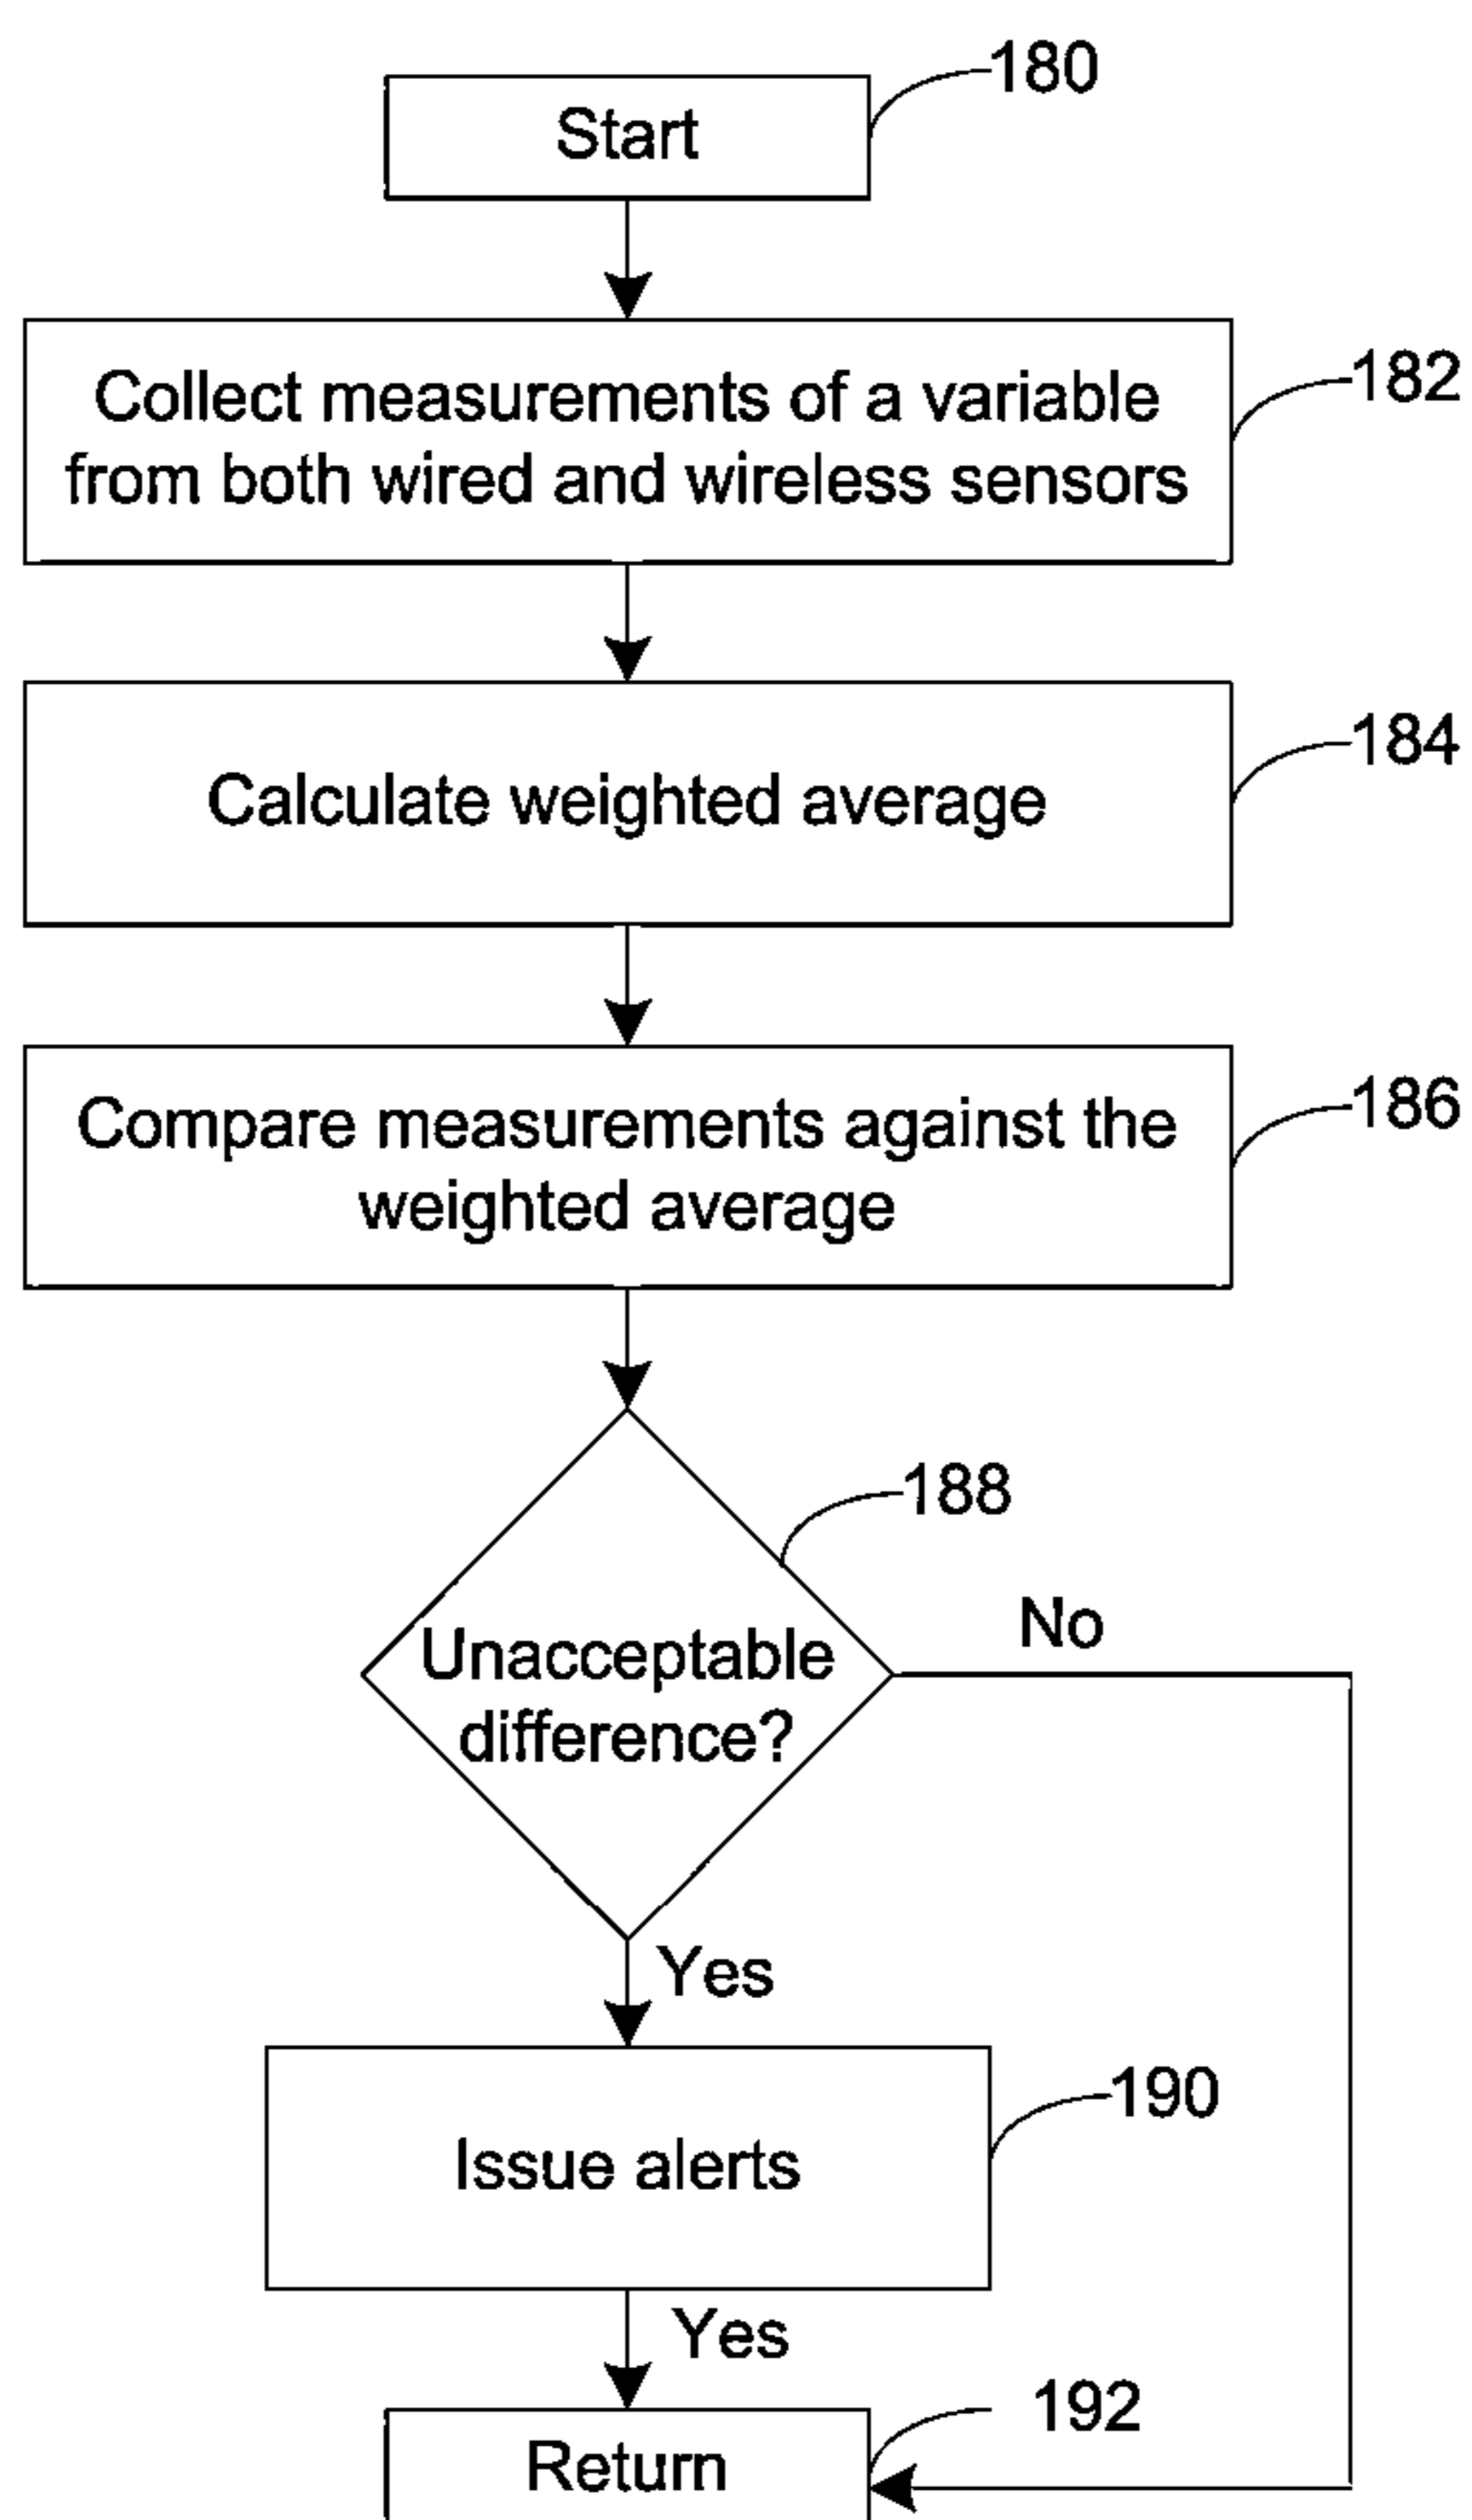 Start
180
Collect measurements of a variable
from both wired and wireless sensors
182
Calculate weighted average
184
Compare measurements against the
weighted average
186
188
Unacceptable
difference?
No
Yes
Issue alerts
190
Yes
Return
192